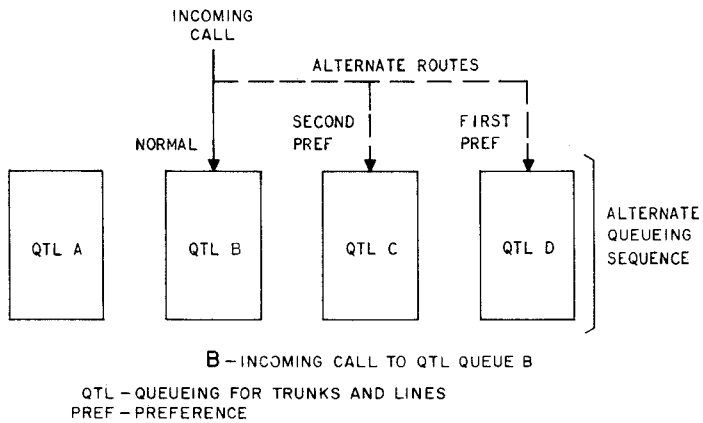 INCOMING
CALL
ALTERNATE ROUTES
NORMAL
SECOND
PREF
FIRST
PREF
QTL A
QTL B
QTL C
QTL D
ALTERNATE
QUEUEING
SEQUENCE
B – INCOMING CALL TO QTL QUEUE B
QTL – QUEUEING FOR TRUNKS AND LINES
PREF – PREFERENCE